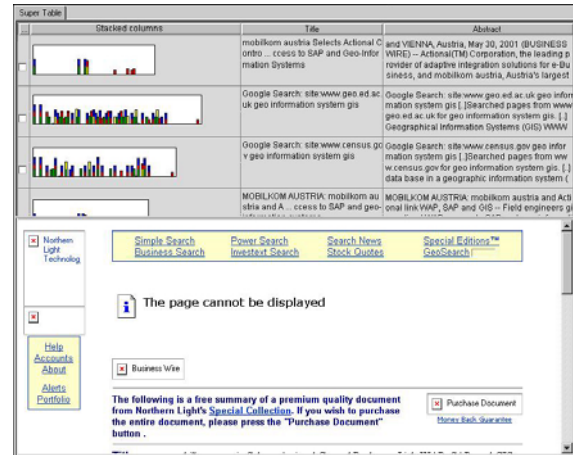 Super Table
Stacked columns Title Abstract
mobilkom austria Selects Actional C
ontro ... ccess to SAP and Geo-Infor
mation Systems
and VIENNA, Austria, May 30, 2001 (BUSINESS
WIRE) -- Actional(TM) Corporation, the leading p
rovider of adaptive integration solutions for e-Bu
siness, and mobilkom austria, Austria's largest
Google Search: site:www.geo.ed.ac.
uk geo information system gis
Google Search: site:www.geo.ed.ac.uk geo infor
mation system gis [.]Searched pages from www
geo.ed.ac.uk for geo information system gis. [.]
Geographical Information Systems (GIS) WWW
Google Search: site:www.census.go
v geo information system gis
Google Search: site:www.census.gov geo infor
mation system gis [.]Searched pages from ww
w.census.gov for geo information system gis. [.]
data base in a geographic information system (
MOBILKOM AUSTRIA: mobilkom au
stria and A... ccess to SAP and geo-
MOBILKOM AUSTRIA: mobilkom austria and Acti
onal link WAP, SAP and GIS -- Field engineers gi
Northern
Light
Technolog
Simple Search Power Search Search News Special Editions™
Business Search Investext Search Stock Quotes GeoSearch
The page cannot be displayed
Help
Accounts
About
Alerts
Portfolio
Business Wire
The following is a free summary of a premium quality document
from Northern Light's Special Collection. If you wish to purchase
the entire document, please press the "Purchase Document"
button .
Purchase Document
Money Back Guarantee